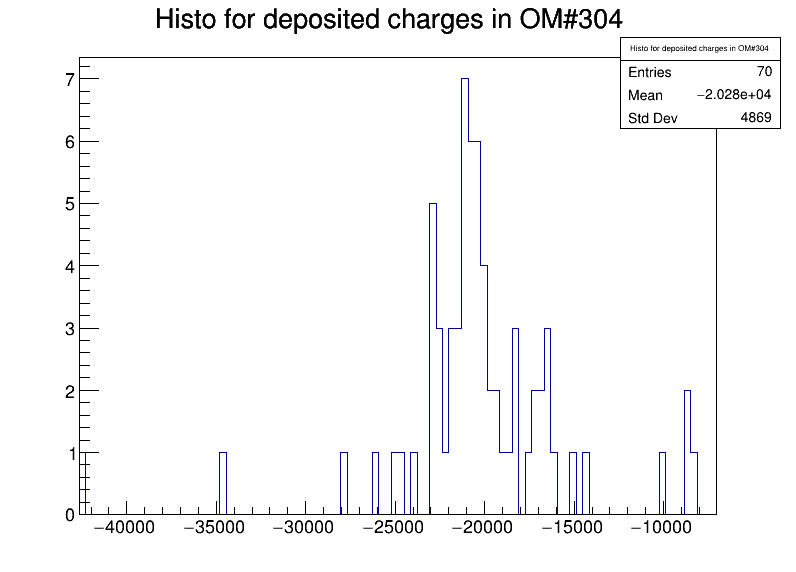 Histo for deposited charges in OM#304
Histo for deposited charges in OM#304
Entries 70
Mean −2.028e+04
Std Dev 4869
7
6
5
4
3
2
1
0
−40000 −35000 −30000 −25000 −20000 −15000 −10000